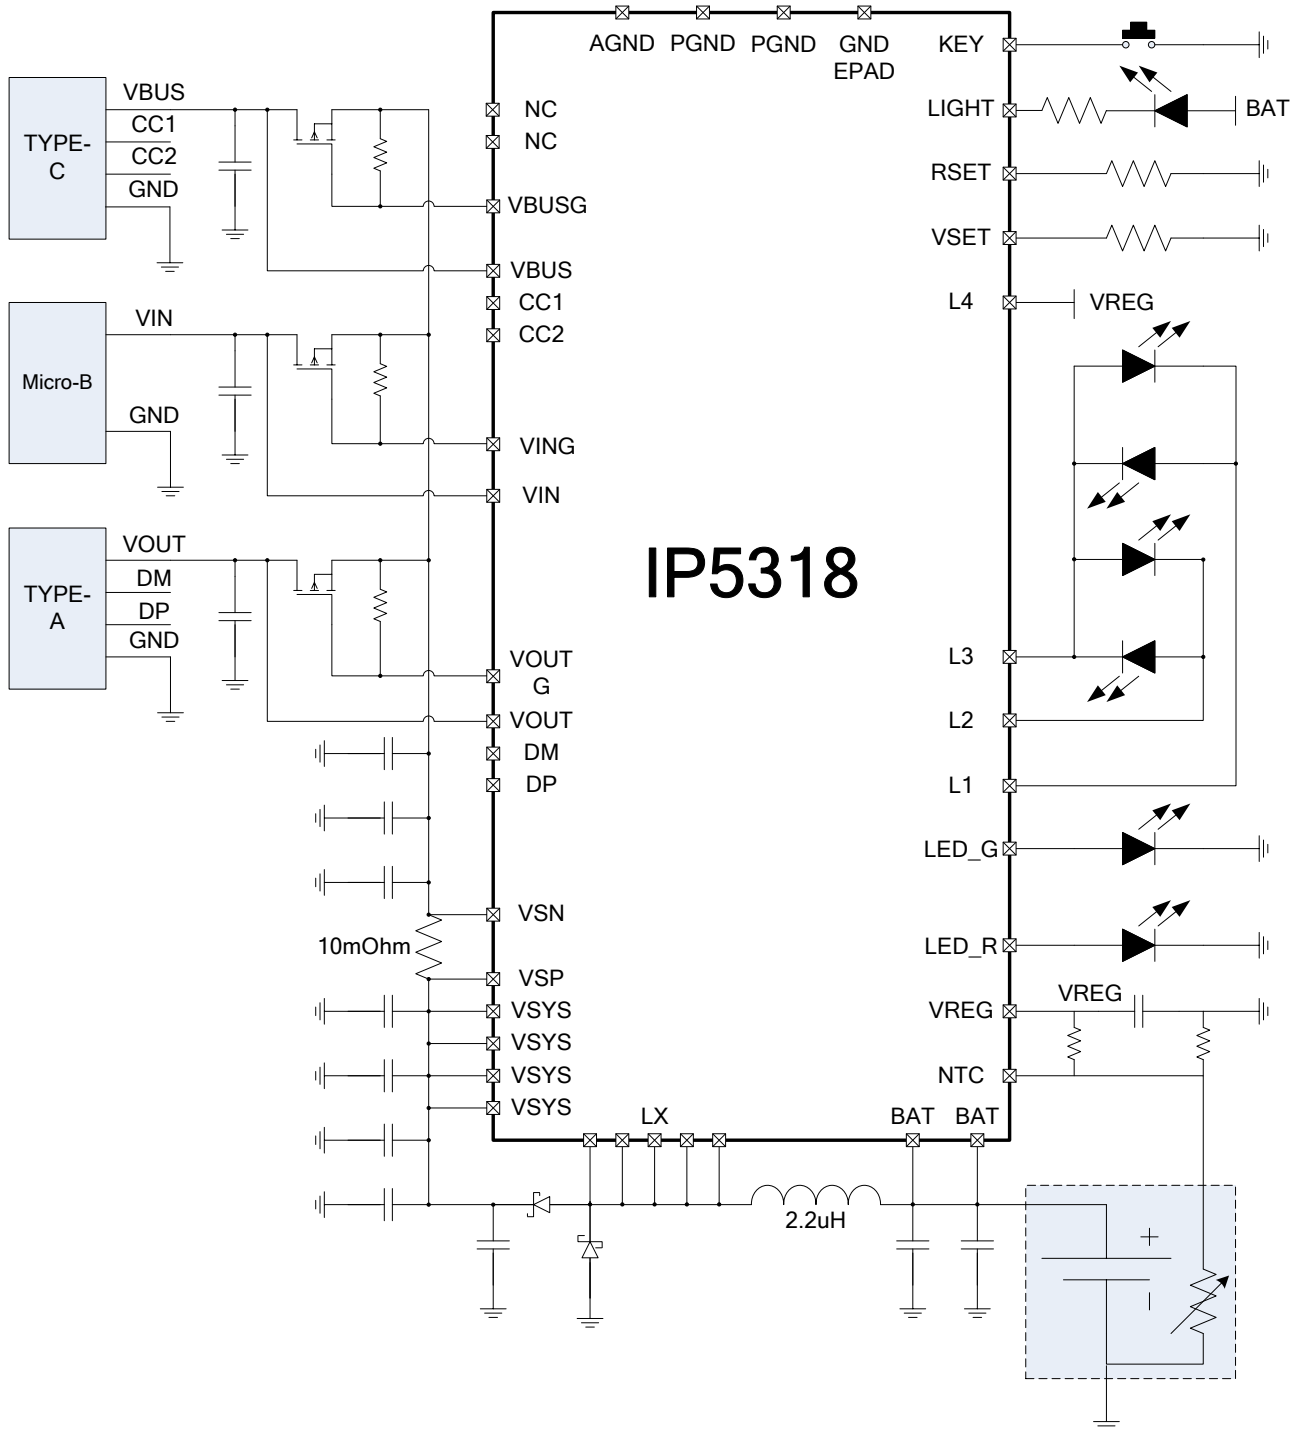 AGND PGND PGND GND
EPAD
KEY
LIGHT
BAT
RSET
VSET
L4
VREG
L3
L2
L1
LED_G
LED_R
VREG
VREG
NTC
TYPE-
C
VBUS
CC1
CC2
GND
NC
NC
VBUSG
VBUS
CC1
CC2
Micro-B
VIN
GND
VING
VIN
IP5318
TYPE-
A
VOUT
DM
DP
GND
VOUT
G
VOUT
DM
DP
VSN
10mOhm
VSP
VSYS
VSYS
VSYS
VSYS
LX
BAT BAT
2.2uH
+